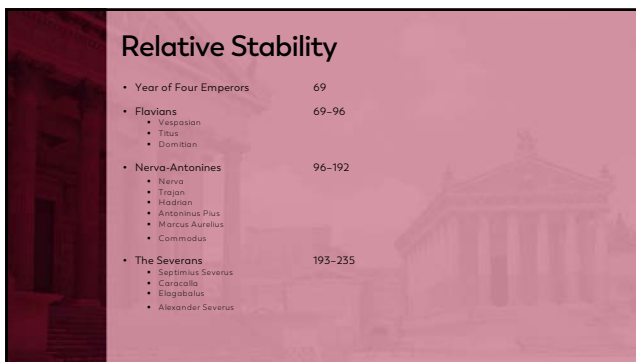 Relative Stability
• Year of Four Emperors 69
• Flavians 69–96
• Vespasian
• Titus
• Domitian
• Nerva-Antonines 96–192
• Nerva
• Trajan
• Hadrian
• Antoninus Pius
• Marcus Aurelius
• Commodus
• The Severans 193–235
• Septimius Severus
• Caracalla
• Elagabalus
• Alexander Severus